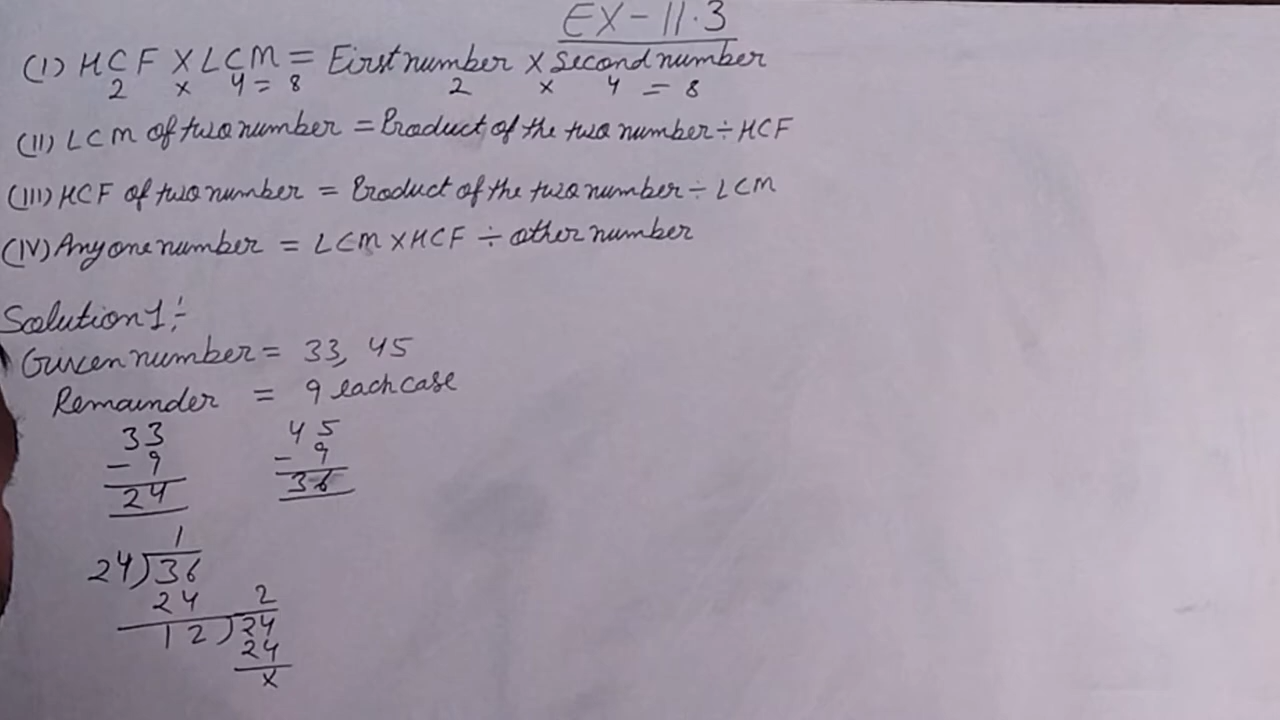 EX-11.3
(I) HCF X LCM = First number x Second number
2 x 4 = 8 2 x 4 = 8
(II) LCM of two number = Product of the two number ÷ HCF
(III) HCF of two number = Product of the two number ÷ LCM
(IV) Any one number = LCM X HCF ÷ other number
Solution 1 :-
Given number = 33, 45
Remainder = 9 each case
33 45
- 9 - 9
24 36
1
24)36
24 2
12)24
24
x